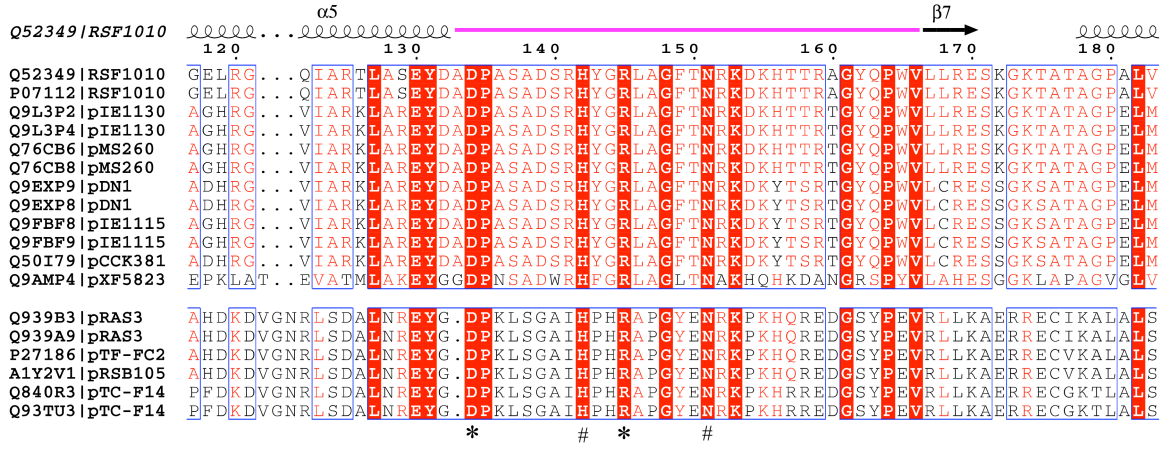 α5 β7
Q52349|RSF1010 ...
120 130 140 150 160 170 180
Q52349|RSF1010 GELRG...QIARTLASEYDADPASADSRHYGRLAGFTNRKDKHTTRAGYQPWVLLRESKGKTATAGPALV
P07112|RSF1010 GELRG...QIARTLASEYDADPASADSRHYGRLAGFTNRKDKHTTRAGYQPWVLLRESKGKTATAGPALV
Q9L3P2|pIE1130 AGHRG...VIARKLAREYDADPASADSRHYGRLAGFTNRKDKHTTRTGYQPWVLLRESKGKTATAGPELM
Q9L3P4|pIE1130 AGHRG...VIARKLAREYDADPASADSRHYGRLAGFTNRKDKHTTRTGYQPWVLLRESKGKTATAGPELM
Q76CB6|pMS260 AGHRG...VIARKLAREYDADPASADSRHYGRLAGFTNRKDKHTTRTGYQPWVLLRESKGKTATAGPELM
Q76CB8|pMS260 AGHRG...VIARKLAREYDADPASADSRHYGRLAGFTNRKDKHTTRTGYQPWVLLRESKGKTATAGPELM
Q9EXP9|pDN1 ADHRG...VIARKLAREYDADPASADSRHYGRLAGFTNRKDKYTSRTGYQPWVLCRESSGKSATAGPELM
Q9EXP8|pDN1 ADHRG...VIARKLAREYDADPASADSRHYGRLAGFTNRKDKYTSRTGYQPWVLCRESSGKSATAGPELM
Q9FBF8|pIE1115 AGHRG...VIARKLAREYDADPASADSRHYGRLAGFTNRKDKYTSRTGYQPWVLCRESSGKSATAGPELM
Q9FBF9|pIE1115 AGHRG...VIARKLAREYDADPASADSRHYGRLAGFTNRKDKYTSRTGYQPWVLCRESSGKSATAGPELM
Q50I79|pCCK381 AGHRG...VIARKLAREYDADPASADSRHYGRLAGFTNRKDKYTSRTGYQPWVLCRESSGKSATAGPELM
Q9AMP4|pXF5823 EPKLAT..EVATMLAKEYGGDPNSADWRHFGRLAGLTNAKHQHKDANGRSPYVLAHESGGKLAPAGVGLV
Q939B3|pRAS3 AHDKDVGNRLSDALNREYG.DPKLSGAIHPHRAPGYENRKPKHQREDGSYPEVRLLKAERRECIKALALS
Q939A9|pRAS3 AHDKDVGNRLSDALNREYG.DPKLSGAIHPHRAPGYENRKPKHQREDGSYPEVRLLKAERRECIKALALS
P27186|pTF-FC2 AHDKDVGNRLSDALNREYG.DPKLSGAIHPHRAPGYENRKPKHQREDGSYPEVRLLKAERRECVKALALS
A1Y2V1|pRSB105 AHDKDVGNRLSDALNREYG.DPKLSGAIHPHRAPGYENRKPKHQREDGSYPEVRLLKAERRECVKALALS
Q840R3|pTC-F14 PFDKDVGNRLSDALNREYG.DPKLSGAIHPHRAPGYENRKPKHRREDGSYPEVRLLKAERRECGKTLALS
Q93TU3|pTC-F14 PFDKDVGNRLSDALNREYG.DPKLSGAIHPHRAPGYENRKPKHRREDGSYPEVRLLKAERRECGKTLALS
* # * #